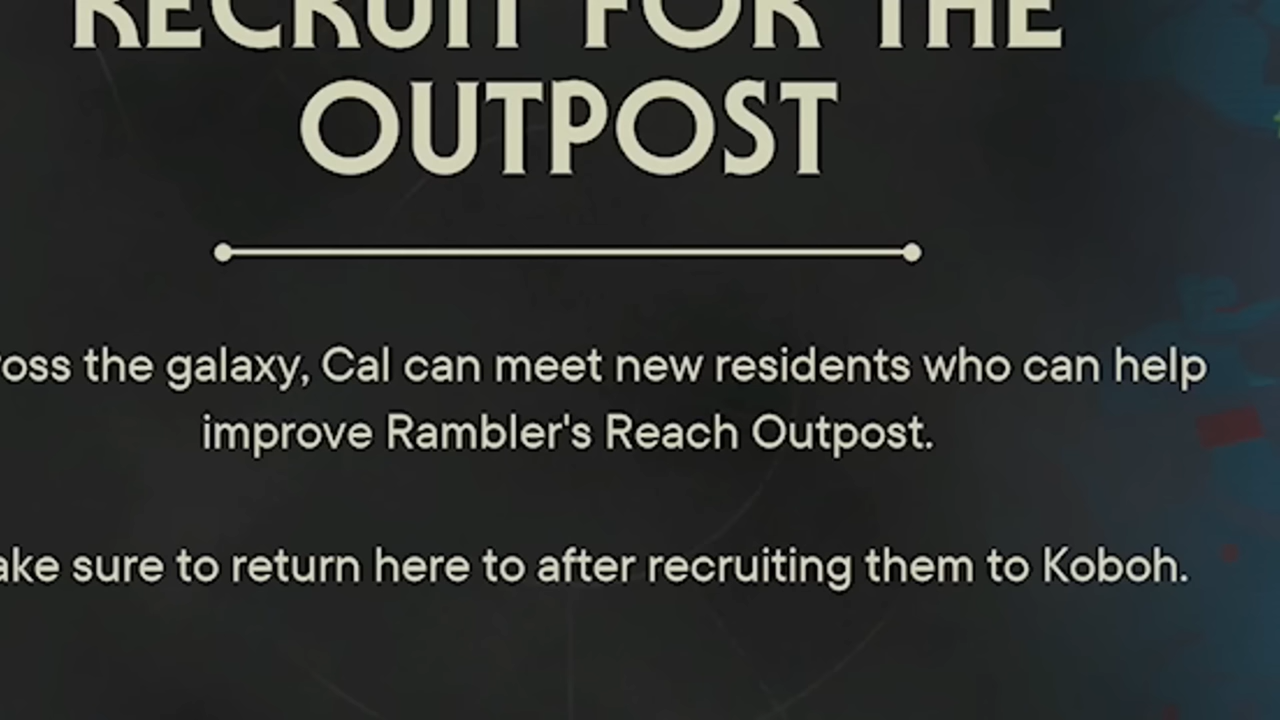 RECRUIT FOR THE
OUTPOST
ross the galaxy, Cal can meet new residents who can help
improve Rambler's Reach Outpost.
ake sure to return here to after recruiting them to Koboh.